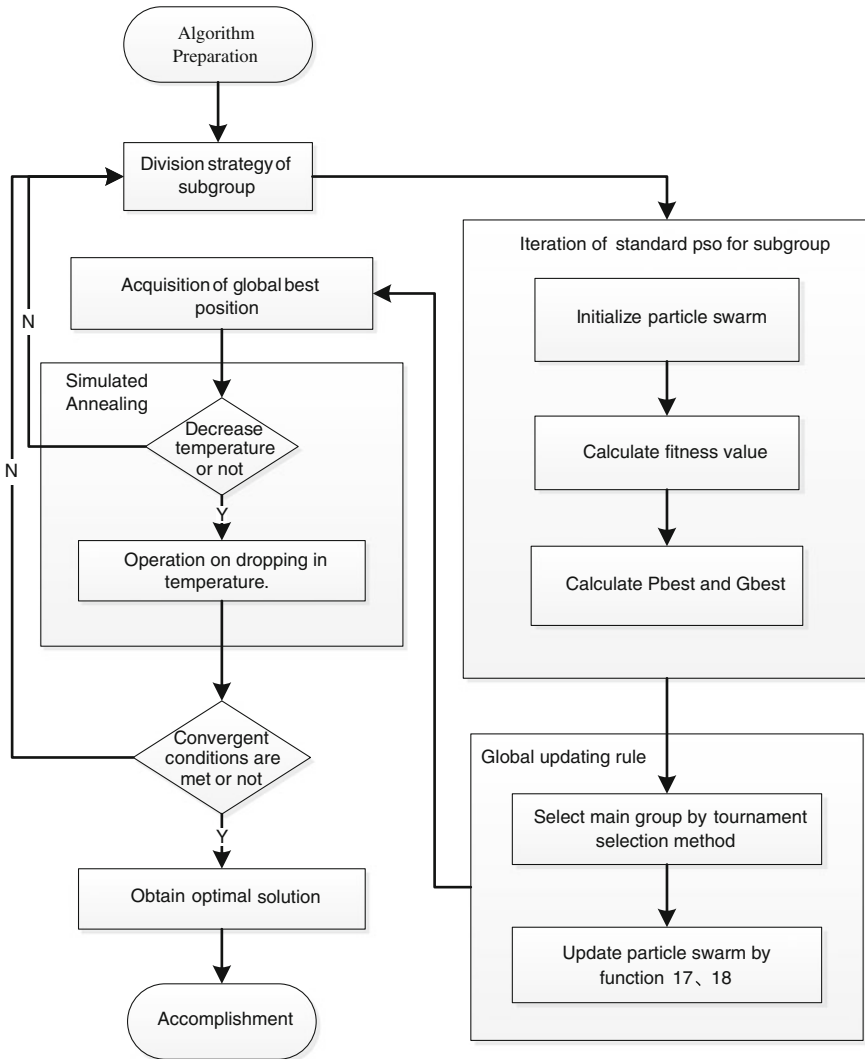 Algorithm
Preparation
Division strategy of
subgroup
Iteration of standard pso for subgroup
Initialize particle swarm
Calculate fitness value
Calculate Pbest and Gbest
Global updating rule
Select main group by tournament
selection method
Update particle swarm by
function 17、18
Acquisition of global best
position
N
Simulated
Annealing
Decrease
temperature
or not
N
Y
Operation on dropping in
temperature.
Convergent
conditions are
met or not
Y
Obtain optimal solution
Accomplishment